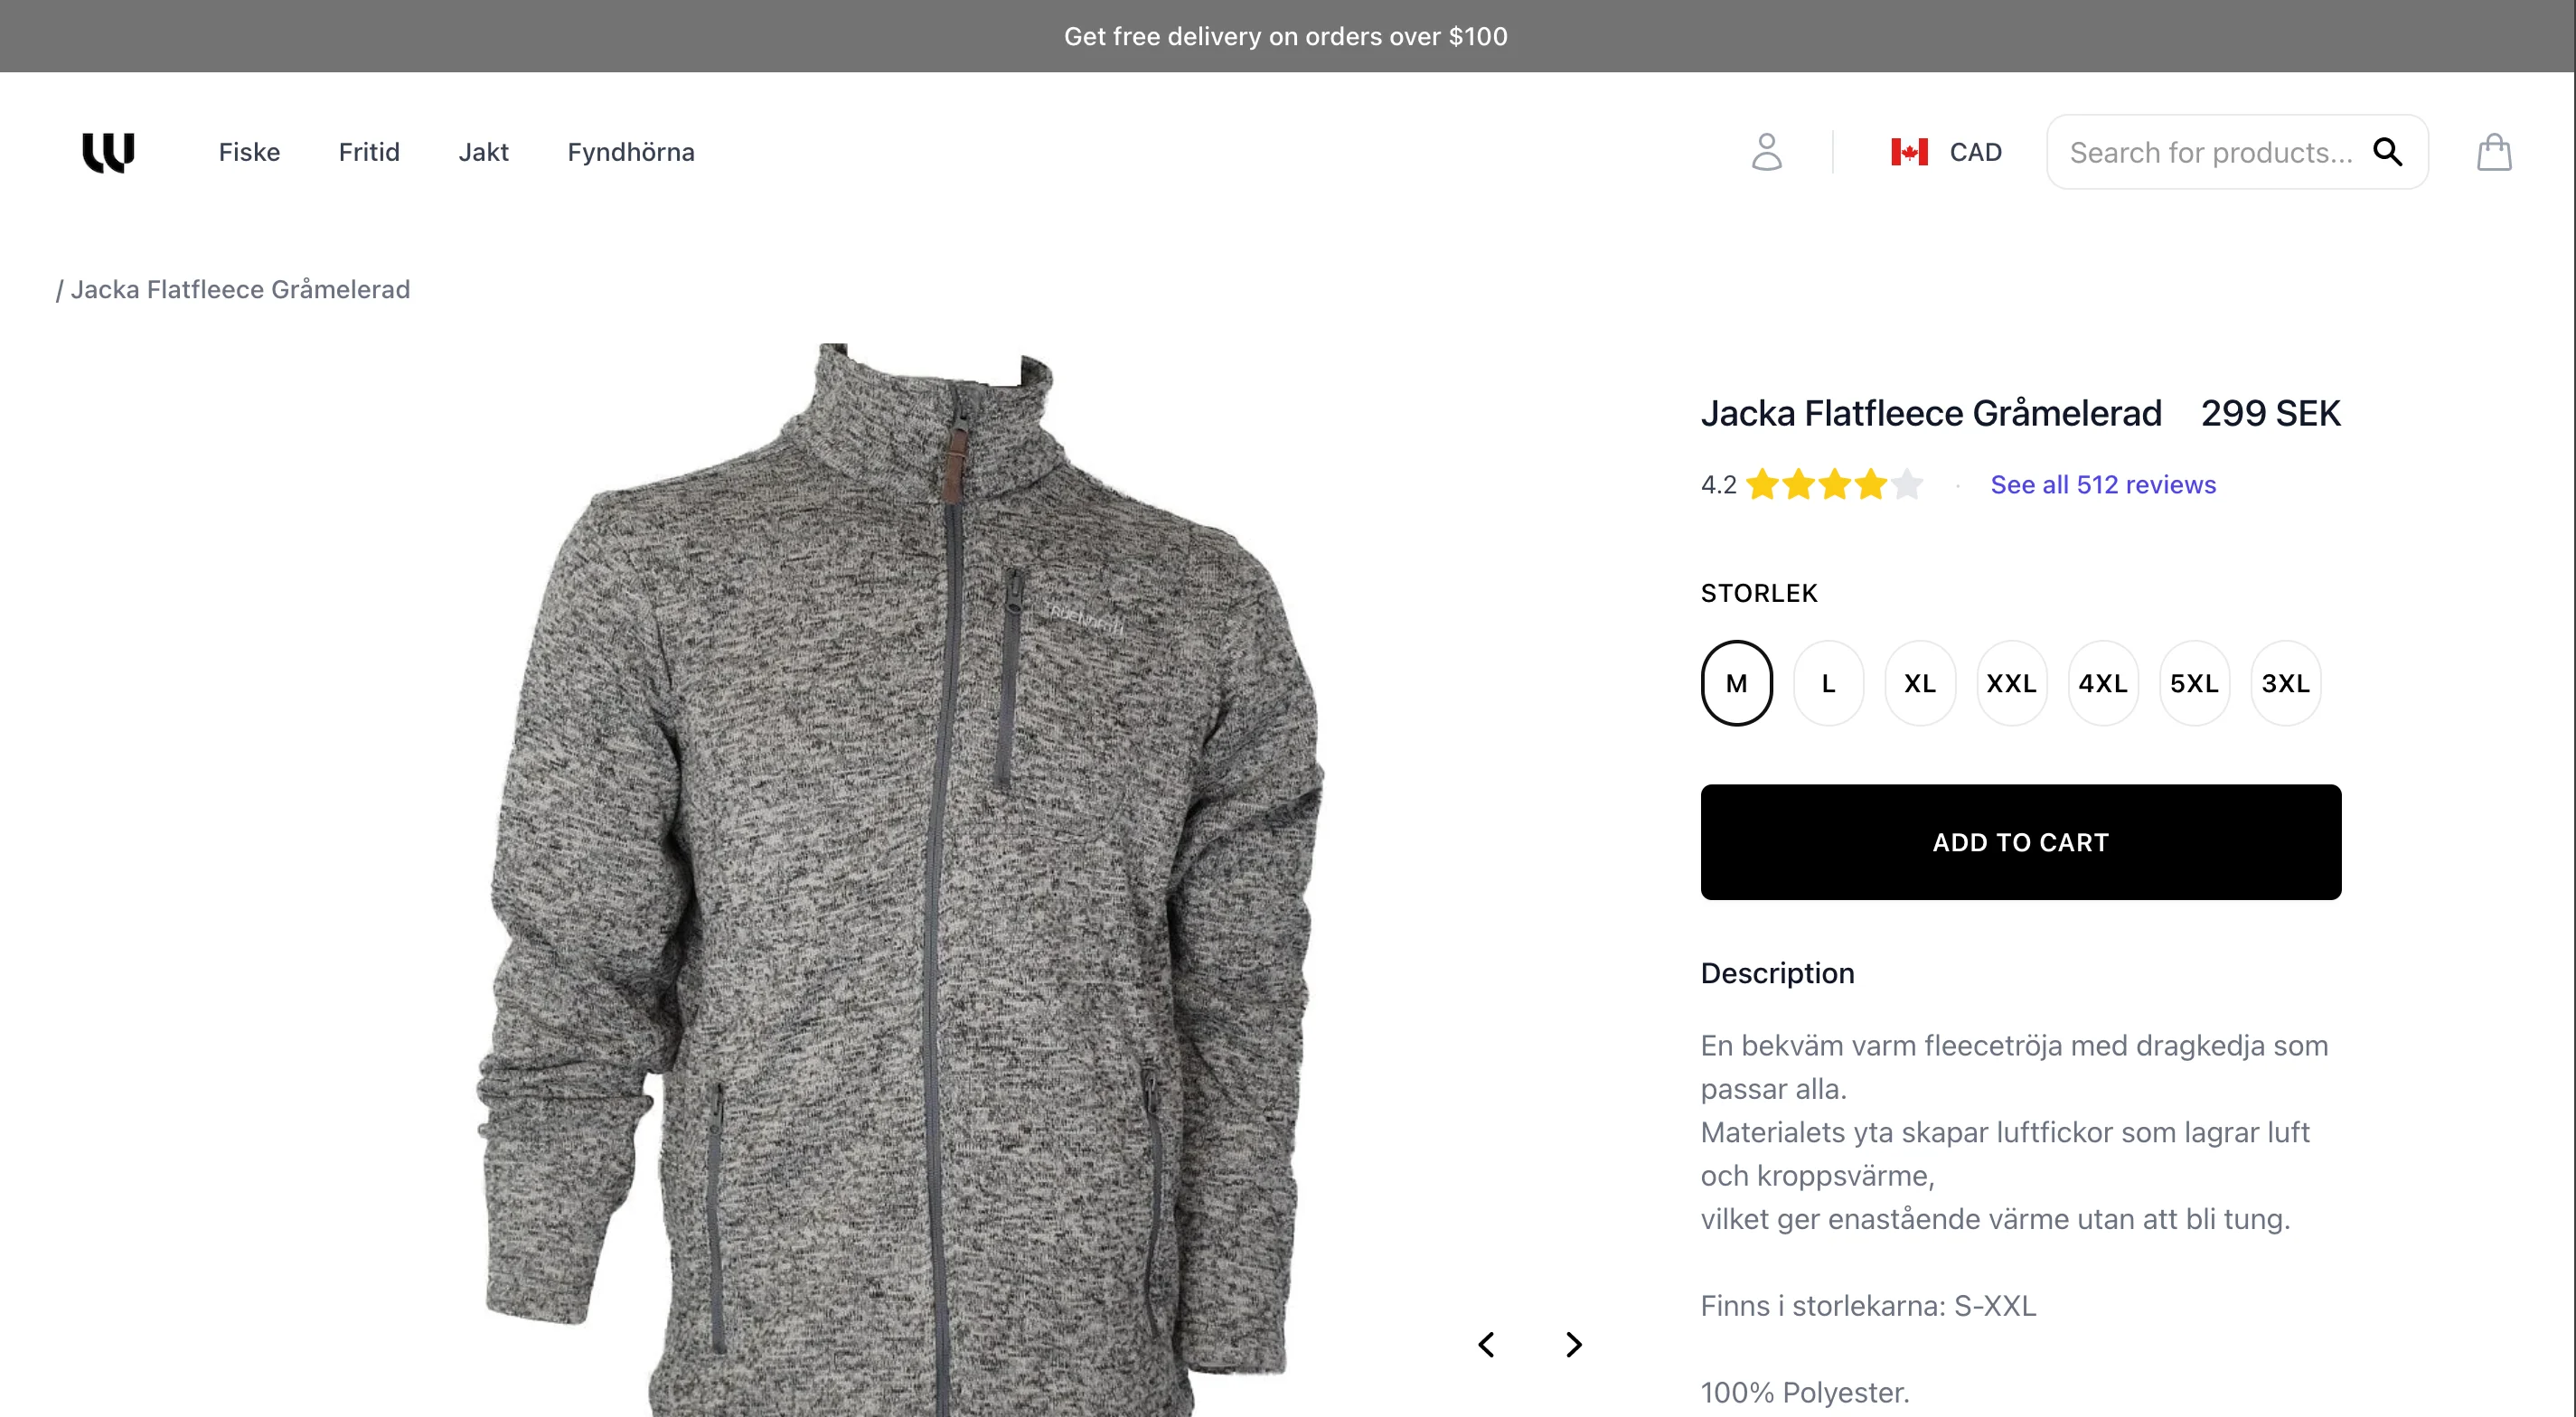 Get free delivery on orders over $100
Fiske Fritid Jakt Fyndhörna CAD Search for products...
/ Jacka Flatfleece Gråmelerad
Jacka Flatfleece Gråmelerad 299 SEK
4.2 See all 512 reviews
STORLEK
M L XL XXL 4XL 5XL 3XL
ADD TO CART
Description
En bekväm varm fleecetröja med dragkedja som
passar alla.
Materialets yta skapar luftfickor som lagrar luft
och kroppsvärme,
vilket ger enastående värme utan att bli tung.
Finns i storlekarna: S-XXL
100% Polyester.